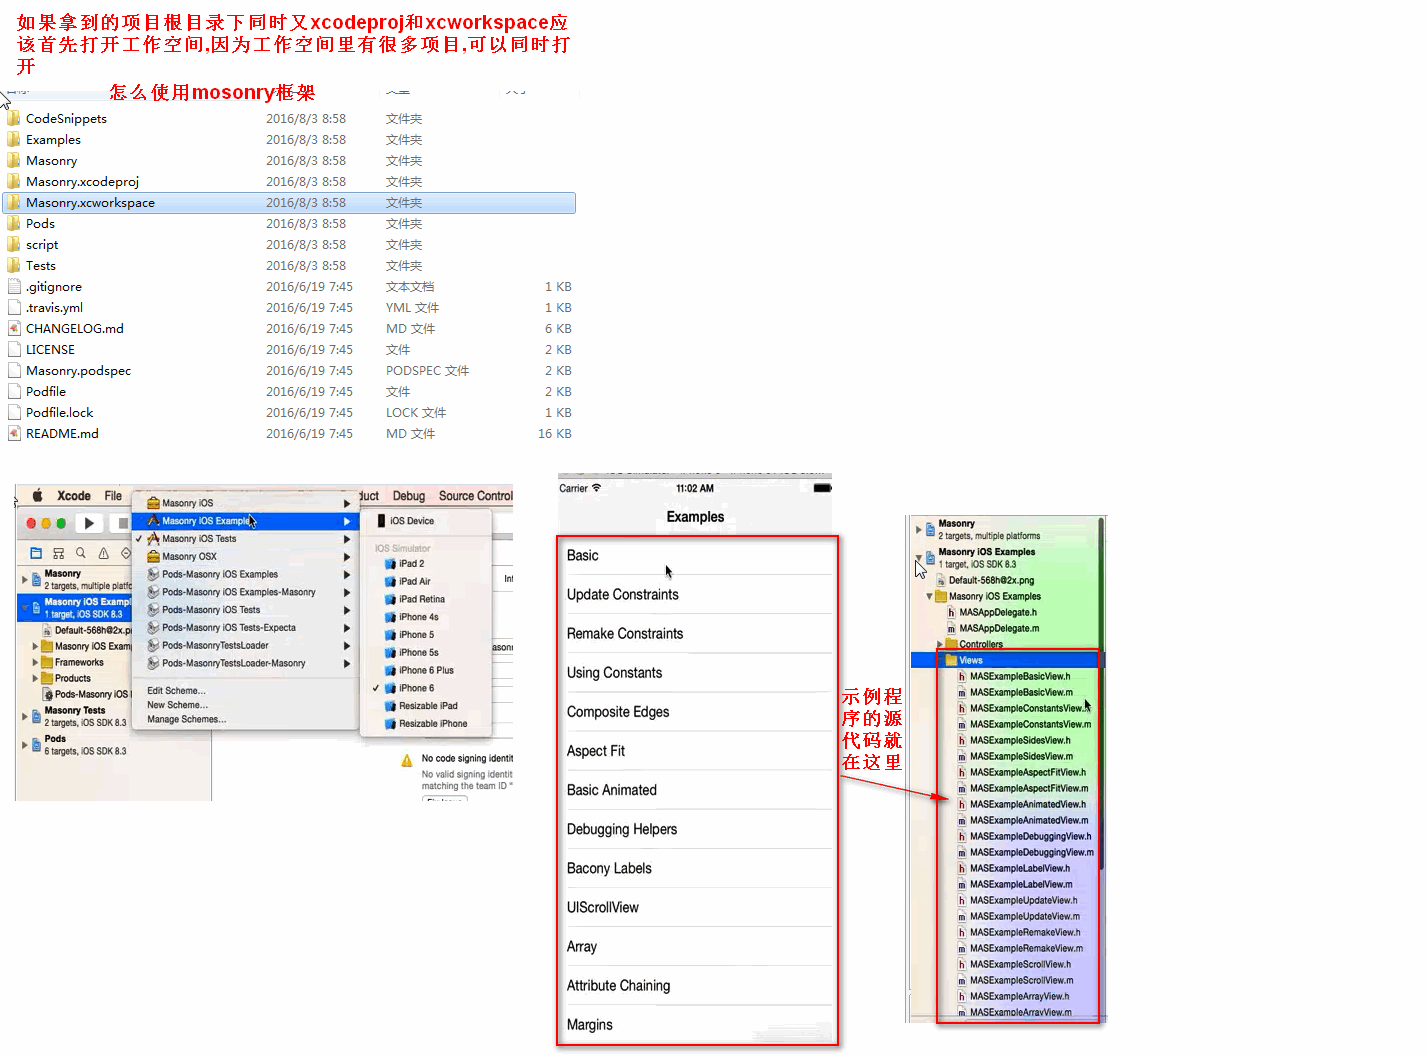 如果拿到的项目根目录下同时又xcodeproj和xcworkspace应
该首先打开工作空间,因为工作空间里有很多项目,可以同时打
开
怎么使用mosonry框架
CodeSnippets 2016/8/3 8:58 文件夹
Examples 2016/8/3 8:58 文件夹
Masonry 2016/8/3 8:58 文件夹
Masonry.xcodeproj 2016/8/3 8:58 文件夹
Masonry.xcworkspace 2016/8/3 8:58 文件夹
Pods 2016/8/3 8:58 文件夹
script 2016/8/3 8:58 文件夹
Tests 2016/8/3 8:58 文件夹
.gitignore 2016/6/19 7:45 文本文档 1 KB
.travis.yml 2016/6/19 7:45 YML 文件 1 KB
CHANGELOG.md 2016/6/19 7:45 MD 文件 6 KB
LICENSE 2016/6/19 7:45 文件 2 KB
Masonry.podspec 2016/6/19 7:45 PODSPEC 文件 2 KB
Podfile 2016/6/19 7:45 文件 2 KB
Podfile.lock 2016/6/19 7:45 LOCK 文件 1 KB
README.md 2016/6/19 7:45 MD 文件 16 KB
Xcode File duct Debug Source Control
Masonry
2 targets, multiple platfo
Masonry iOS Exampl
1 target, iOS SDK 8.3
Default-568h@2x.p
Masonry iOS Exam
Frameworks
Products
Pods-Masonry iOS
Masonry Tests
2 targets, iOS SDK 8.3
Pods
6 targets, iOS SDK 8.3
Masonry iOS
Masonry iOS Example
Masonry iOS Tests
Masonry OSX
Pods-Masonry iOS Examples
Pods-Masonry iOS Examples-Masonry
Pods-Masonry iOS Tests
Pods-Masonry iOS Tests-Expecta
Pods-MasonryTestsLoader
Pods-MasonryTestsLoader-Masonry
Edit Scheme...
New Scheme...
Manage Schemes...
iOS Device
iOS Simulator
iPad 2
iPad Air
iPad Retina
iPhone 4s
iPhone 5
iPhone 5s
iPhone 6 Plus
iPhone 6
Resizable iPad
Resizable iPhone
No code signing identit
No valid signing identit
matching the team ID "
Carrier 11:02 AM
Examples
Basic
Update Constraints
Remake Constraints
Using Constants
Composite Edges
Aspect Fit
Basic Animated
Debugging Helpers
Bacony Labels
UIScrollView
Array
Attribute Chaining
Margins
示例程
序的源
代码就
在这里
Masonry
2 targets, multiple platforms
Masonry iOS Examples
1 target, iOS SDK 8.3
Default-568h@2x.png
Masonry iOS Examples
MASAppDelegate.h
MASAppDelegate.m
Controllers
Views
MASExampleBasicView.h
MASExampleBasicView.m
MASExampleConstantsView.h
MASExampleConstantsView.m
MASExampleSidesView.h
MASExampleSidesView.m
MASExampleAspectFitView.h
MASExampleAspectFitView.m
MASExampleAnimatedView.h
MASExampleAnimatedView.m
MASExampleDebuggingView.h
MASExampleDebuggingView.m
MASExampleLabelView.h
MASExampleLabelView.m
MASExampleUpdateView.h
MASExampleUpdateView.m
MASExampleRemakeView.h
MASExampleRemakeView.m
MASExampleScrollView.h
MASExampleScrollView.m
MASExampleArrayView.h
MASExampleArrayView.m